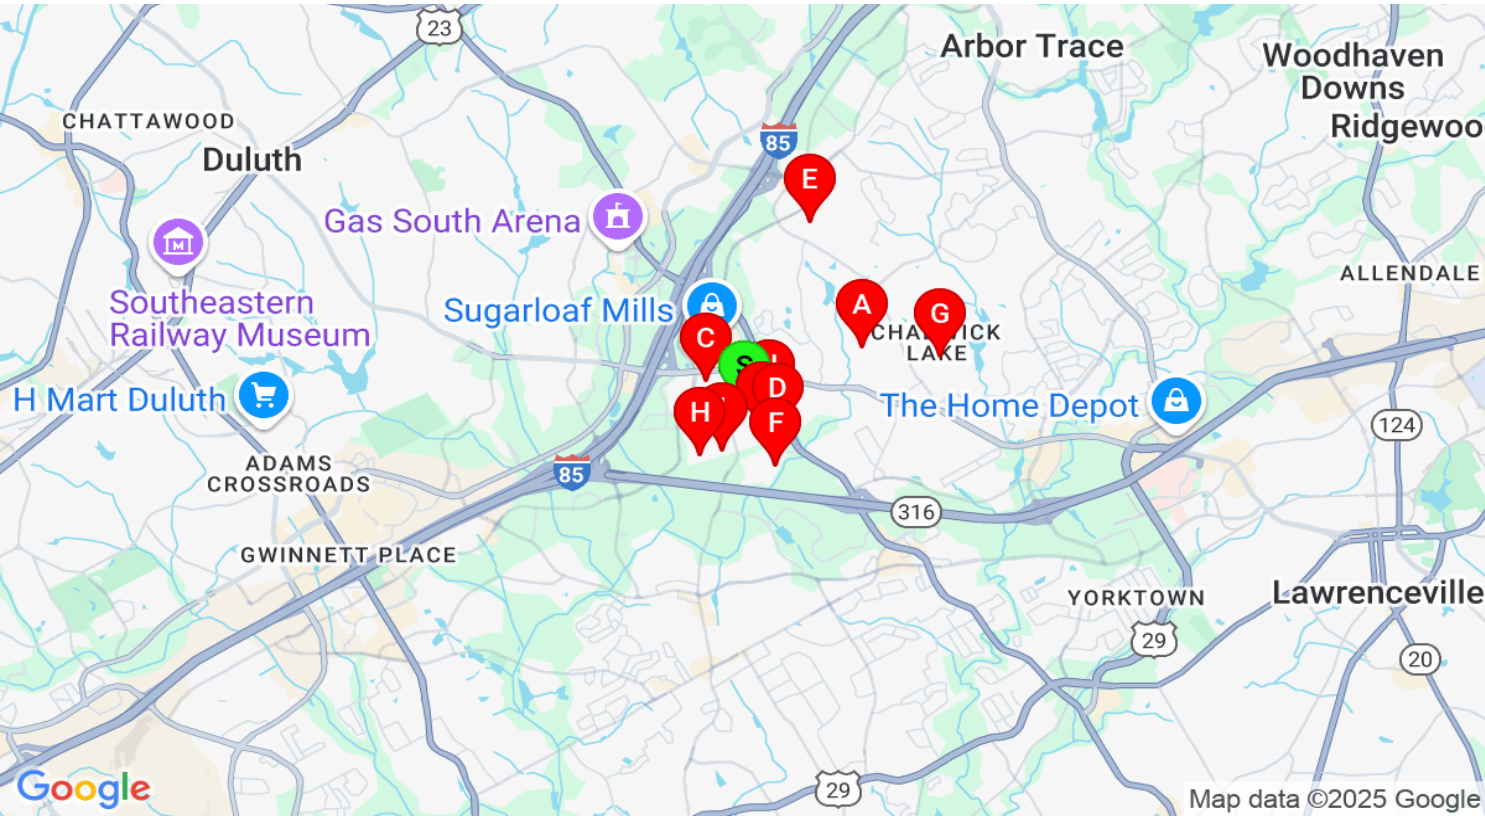 23
Arbor Trace
Woodhaven
Downs
Ridgewoo
CHATTAWOOD
Duluth
85
E
Gas South Arena
Southeastern
Railway Museum
ALLENDALE
Sugarloaf Mills
A
G
C
CHA
WICK
LAKE
S
D
H
F
H Mart Duluth
The Home Depot
124
ADAMS
CROSSROADS
85
316
GWINNETT PLACE
YORKTOWN
Lawrenceville
29
20
29
Google
Map data ©2025 Google